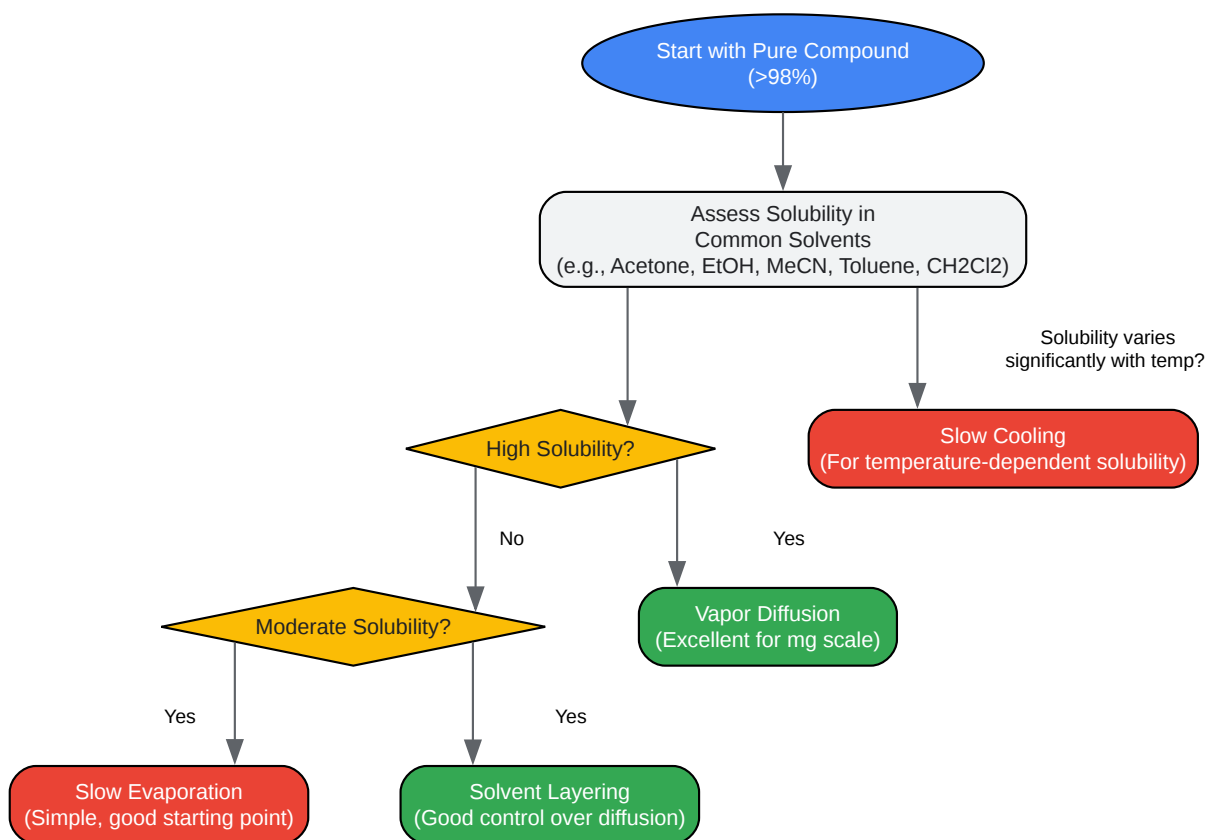 Start with Pure Compound
(>98%)
Assess Solubility in
Common Solvents
(e.g., Acetone, EtOH, MeCN, Toluene, CH2Cl2)
Solubility varies
significantly with temp?
High Solubility?
Slow Cooling
(For temperature-dependent solubility)
No
Yes
Moderate Solubility?
Vapor Diffusion
(Excellent for mg scale)
Yes
Yes
Slow Evaporation
(Simple, good starting point)
Solvent Layering
(Good control over diffusion)